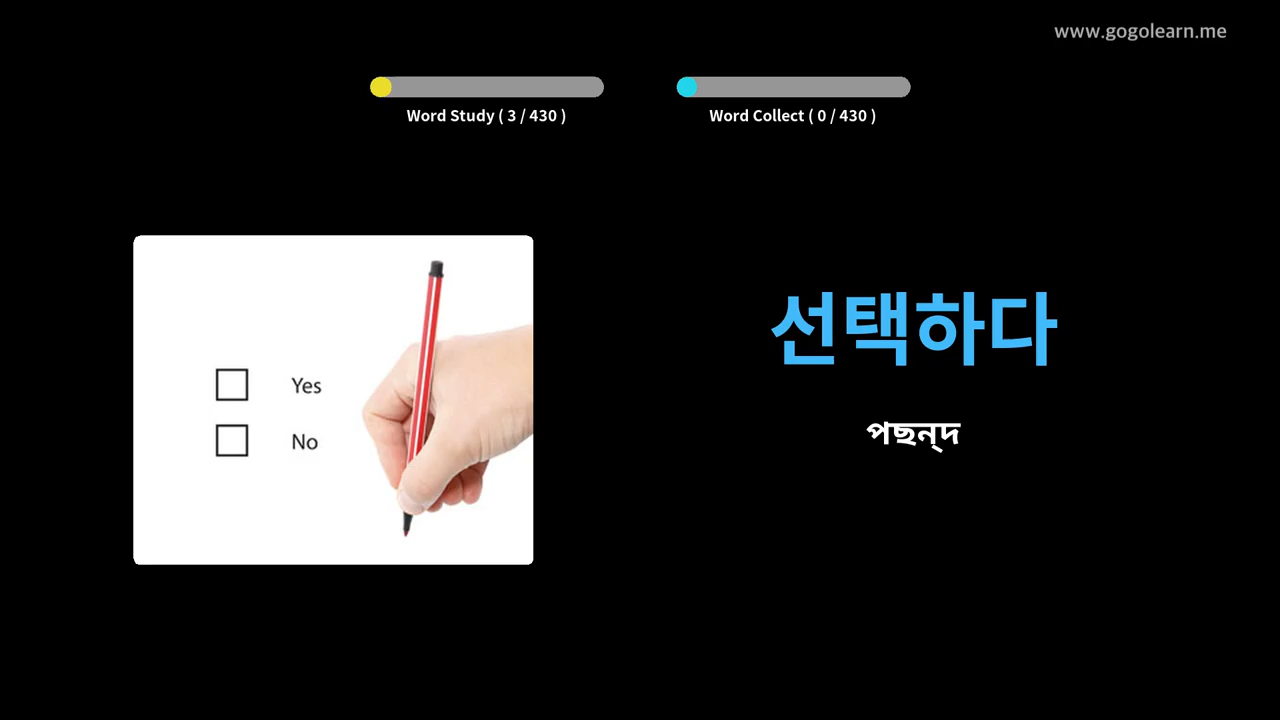 www.gogolearn.me
Word Study ( 3 / 430 )
Word Collect ( 0 / 430 )
Yes
No
선택하다
পছন্দ